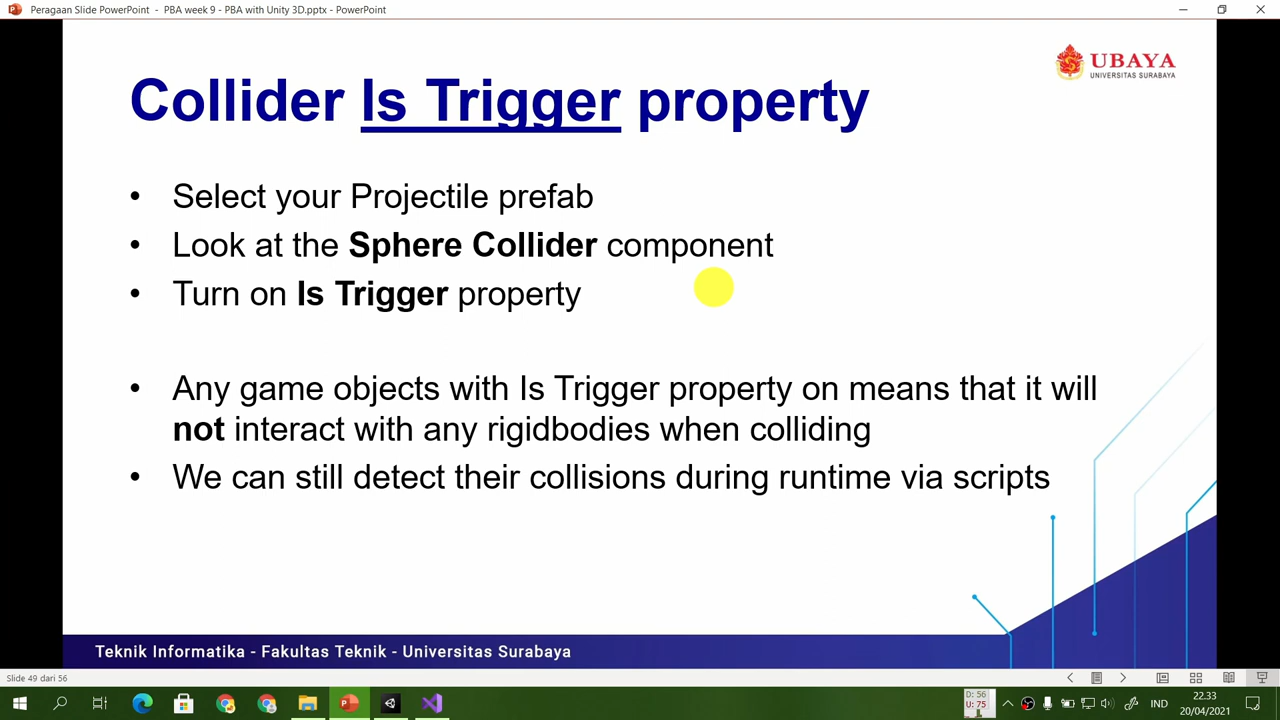 Peragaan Slide PowerPoint - PBA week 9 - PBA with Unity 3D.pptx - PowerPoint
UBAYA
UNIVERSITAS SURABAYA
Collider Is Trigger property
• Select your Projectile prefab
• Look at the Sphere Collider component
• Turn on Is Trigger property
• Any game objects with Is Trigger property on means that it will
not interact with any rigidbodies when colliding
• We can still detect their collisions during runtime via scripts
Teknik Informatika - Fakultas Teknik - Universitas Surabaya
Slide 49 dari 56
D: 56
U: 75
IND
22.33
20/04/2021